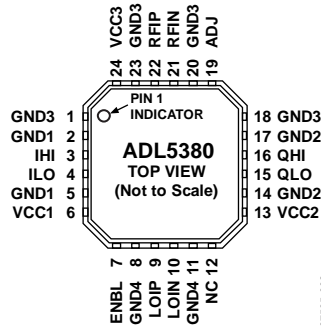 24 VCC3
23 GND3
22 RFIP
21 RFIN
20 GND3
19 ADJ
GND3 1
GND1 2
IHI 3
ILO 4
GND1 5
VCC1 6
PIN 1
INDICATOR
ADL5380
TOP VIEW
(Not to Scale)
18 GND3
17 GND2
16 QHI
15 QLO
14 GND2
13 VCC2
ENBL 7
GND4 8
LOIP 9
LOIN 10
GND4 11
NC 12